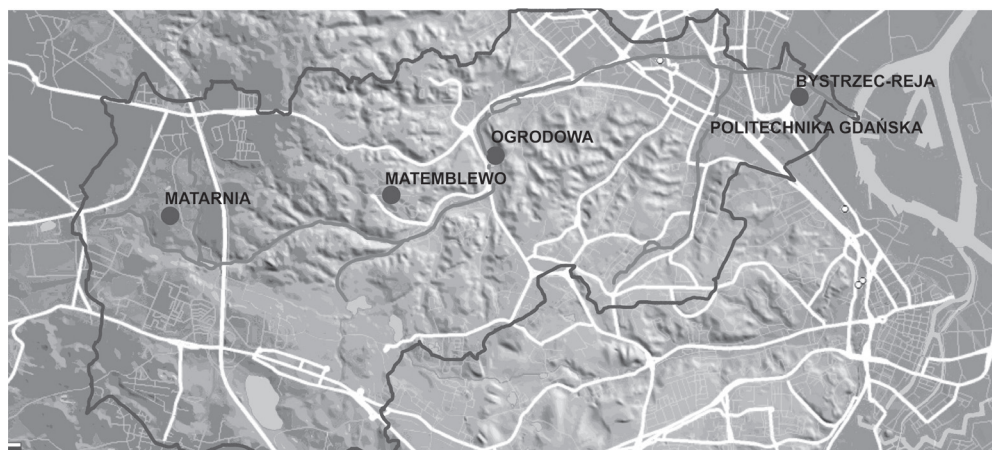 BYSTRZEC-REJA
POLITECHNIKA GDAŃSKA
OGRODOWA
MATEMBLEWO
MATARNIA